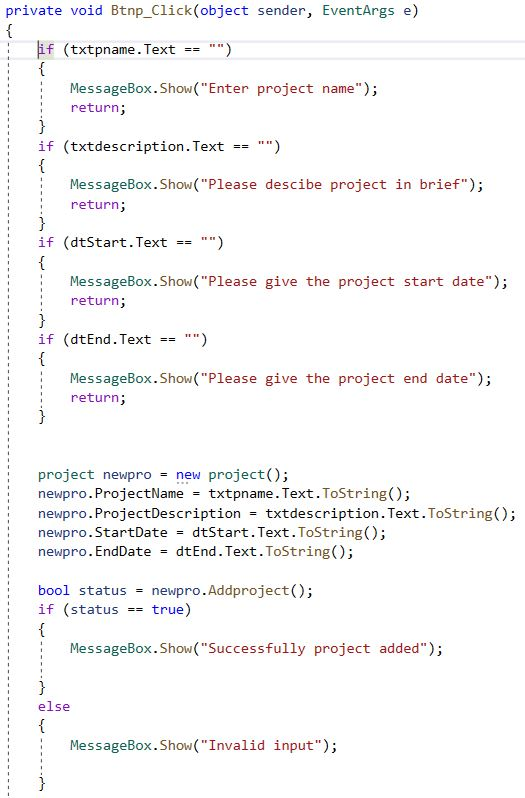 private void Btnp_Click(object sender, EventArgs e)
{
if (txtpname.Text == "")
{
MessageBox.Show("Enter project name");
return;
}
if (txtdescription.Text == "")
{
MessageBox.Show("Please descibe project in brief");
return;
}
if (dtStart.Text == "")
{
MessageBox.Show("Please give the project start date");
return;
}
if (dtEnd.Text == "")
{
MessageBox.Show("Please give the project end date");
return;
}
project newpro = new project();
newpro.ProjectName = txtpname.Text.ToString();
newpro.ProjectDescription = txtdescription.Text.ToString();
newpro.StartDate = dtStart.Text.ToString();
newpro.EndDate = dtEnd.Text.ToString();
bool status = newpro.Addproject();
if (status == true)
{
MessageBox.Show("Successfully project added");
}
else
{
MessageBox.Show("Invalid input");
}